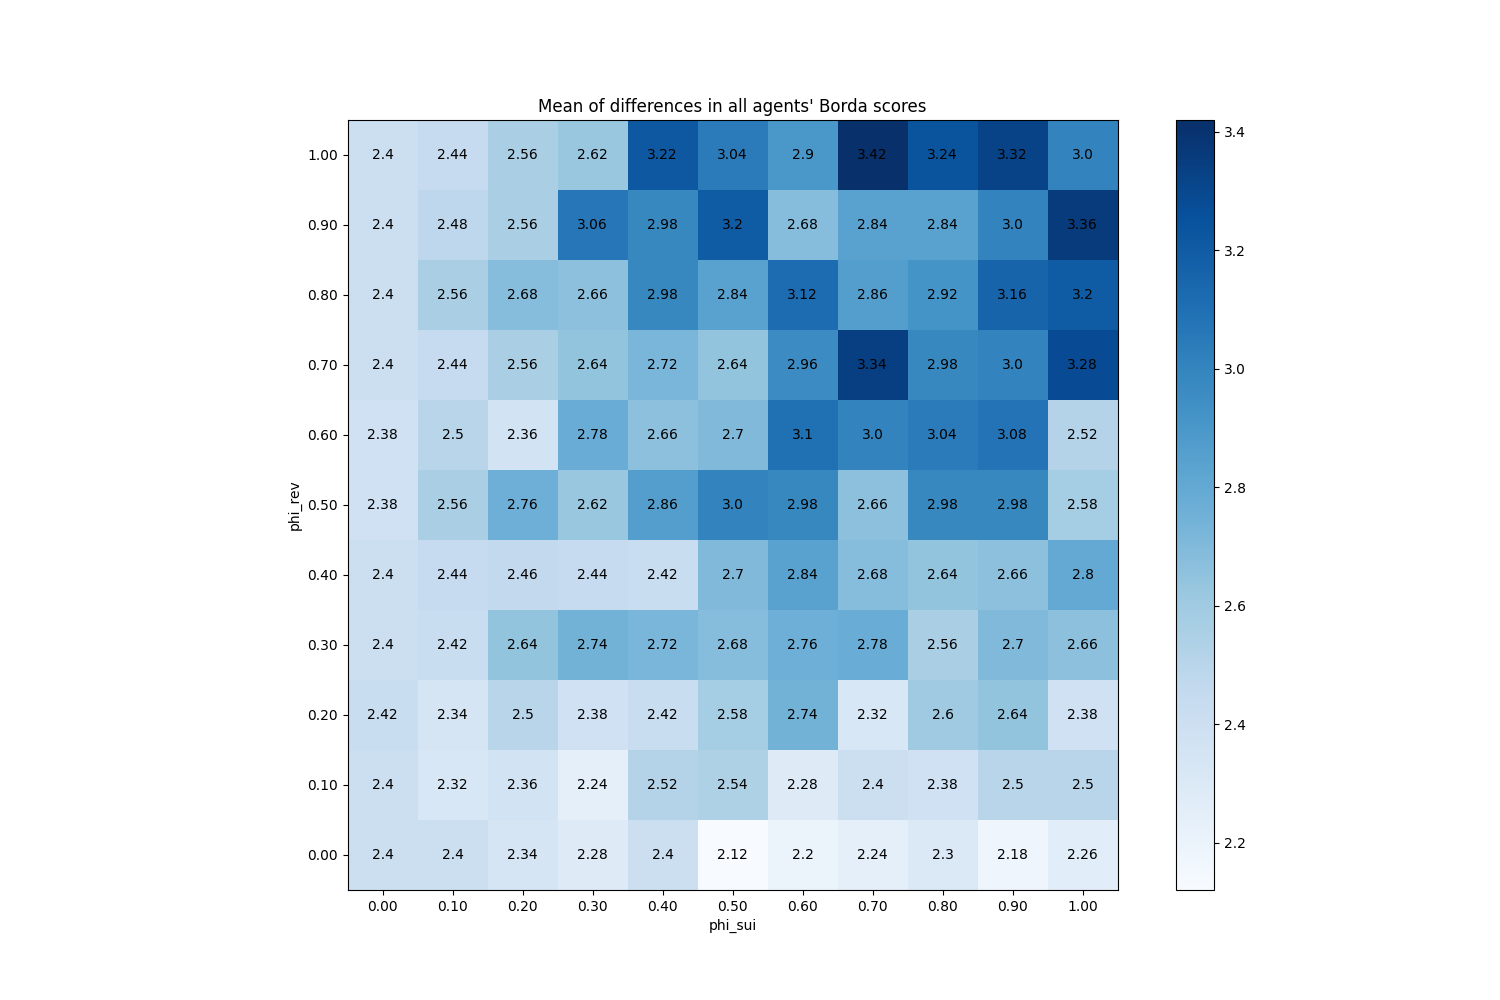 Mean of differences in all agents' Borda scores
1.00 2.4 2.44 2.56 2.62 3.22 3.04 2.9 3.42 3.24 3.32 3.0
0.90 2.4 2.48 2.56 3.06 2.98 3.2 2.68 2.84 2.84 3.0 3.36
0.80 2.4 2.56 2.68 2.66 2.98 2.84 3.12 2.86 2.92 3.16 3.2
0.70 2.4 2.44 2.56 2.64 2.72 2.64 2.96 3.34 2.98 3.0 3.28
0.60 2.38 2.5 2.36 2.78 2.66 2.7 3.1 3.0 3.04 3.08 2.52
0.50 2.38 2.56 2.76 2.62 2.86 3.0 2.98 2.66 2.98 2.98 2.58
0.40 2.4 2.44 2.46 2.44 2.42 2.7 2.84 2.68 2.64 2.66 2.8
0.30 2.4 2.42 2.64 2.74 2.72 2.68 2.76 2.78 2.56 2.7 2.66
0.20 2.42 2.34 2.5 2.38 2.42 2.58 2.74 2.32 2.6 2.64 2.38
0.10 2.4 2.32 2.36 2.24 2.52 2.54 2.28 2.4 2.38 2.5 2.5
0.00 2.4 2.4 2.34 2.28 2.4 2.12 2.2 2.24 2.3 2.18 2.26
0.00 0.10 0.20 0.30 0.40 0.50 0.60 0.70 0.80 0.90 1.00
phi_sui
phi_rev
3.4
3.2
3.0
2.8
2.6
2.4
2.2